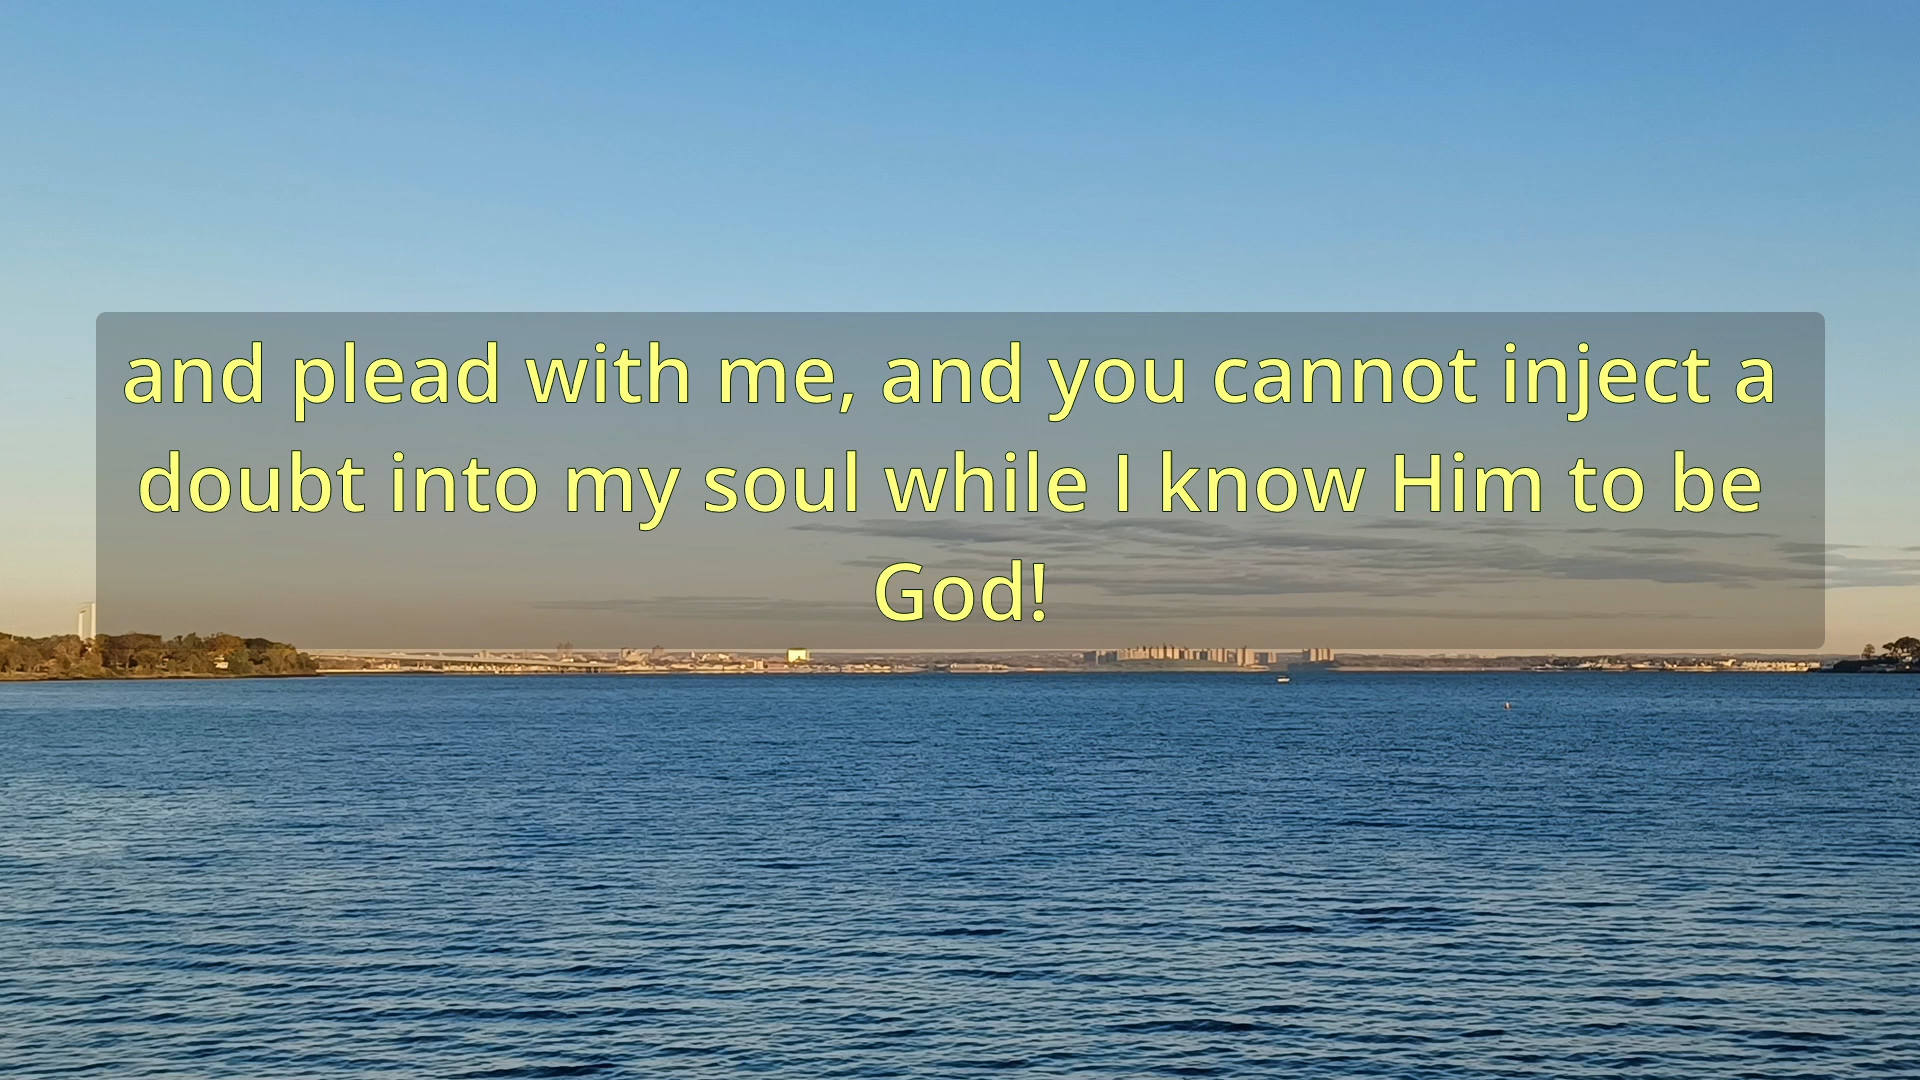 and plead with me, and you cannot inject a
doubt into my soul while I know Him to be
God!